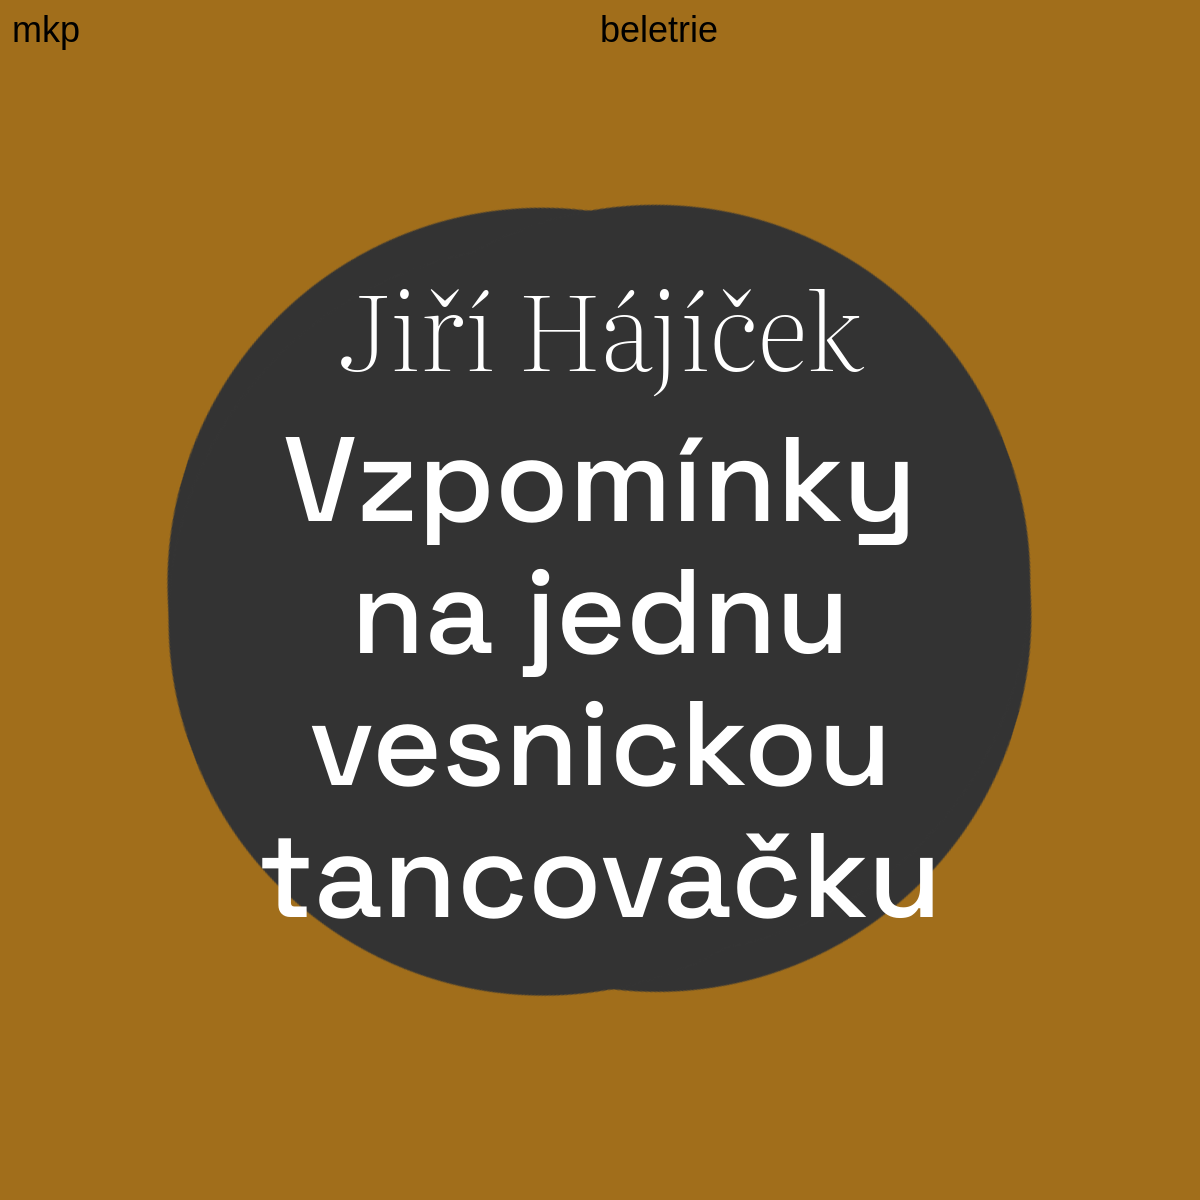 mkp
beletrie
Jiří Hájíček
Vzpomínky
na jednu
vesnickou
tancovačku